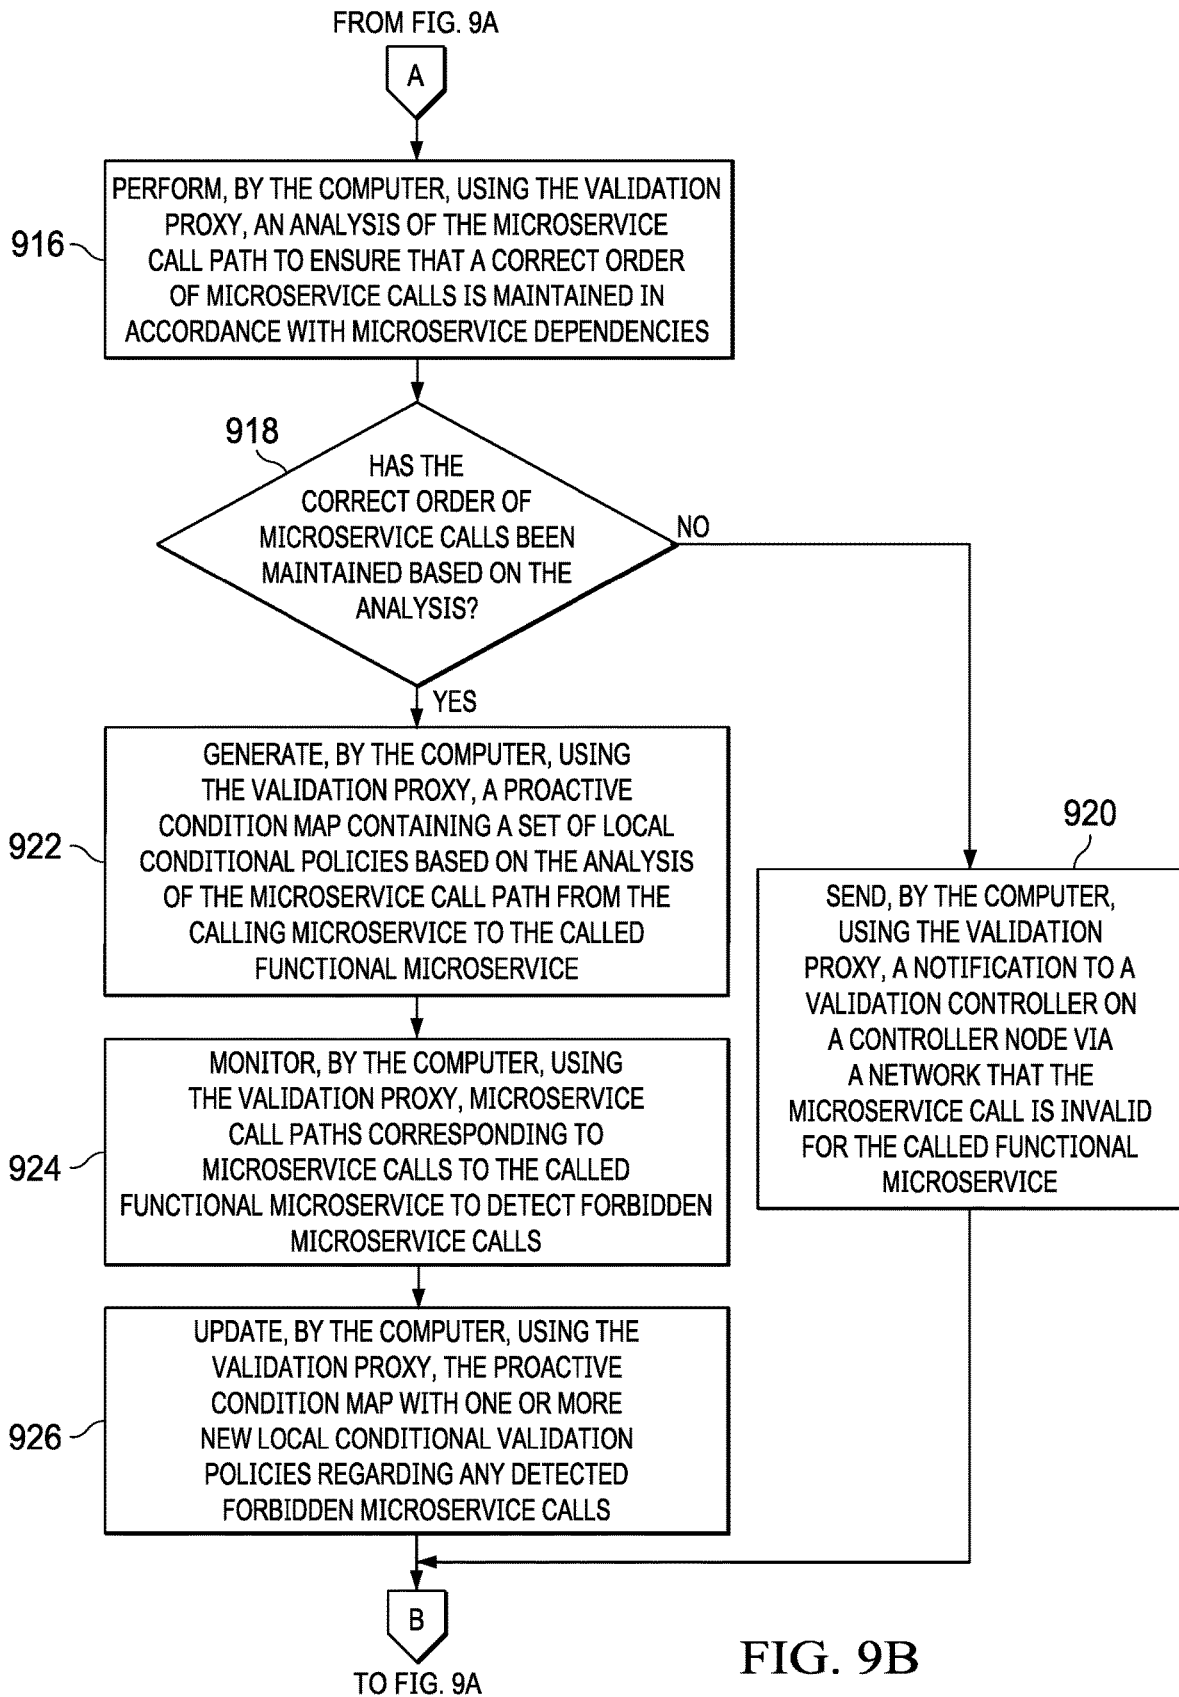 FROM FIG. 9A
A
916
PERFORM, BY THE COMPUTER, USING THE VALIDATION
PROXY, AN ANALYSIS OF THE MICROSERVICE
CALL PATH TO ENSURE THAT A CORRECT ORDER
OF MICROSERVICE CALLS IS MAINTAINED IN
ACCORDANCE WITH MICROSERVICE DEPENDENCIES
918
HAS THE
CORRECT ORDER OF
MICROSERVICE CALLS BEEN
MAINTAINED BASED ON THE
ANALYSIS?
NO
YES
922
GENERATE, BY THE COMPUTER, USING
THE VALIDATION PROXY, A PROACTIVE
CONDITION MAP CONTAINING A SET OF LOCAL
CONDITIONAL POLICIES BASED ON THE ANALYSIS
OF THE MICROSERVICE CALL PATH FROM THE
CALLING MICROSERVICE TO THE CALLED
FUNCTIONAL MICROSERVICE
920
SEND, BY THE COMPUTER,
USING THE VALIDATION
PROXY, A NOTIFICATION TO A
VALIDATION CONTROLLER ON
A CONTROLLER NODE VIA
A NETWORK THAT THE
MICROSERVICE CALL IS INVALID
FOR THE CALLED FUNCTIONAL
MICROSERVICE
924
MONITOR, BY THE COMPUTER, USING
THE VALIDATION PROXY, MICROSERVICE
CALL PATHS CORRESPONDING TO
MICROSERVICE CALLS TO THE CALLED
FUNCTIONAL MICROSERVICE TO DETECT FORBIDDEN
MICROSERVICE CALLS
926
UPDATE, BY THE COMPUTER, USING THE
VALIDATION PROXY, THE PROACTIVE
CONDITION MAP WITH ONE OR MORE
NEW LOCAL CONDITIONAL VALIDATION
POLICIES REGARDING ANY DETECTED
FORBIDDEN MICROSERVICE CALLS
B
TO FIG. 9A
FIG. 9B